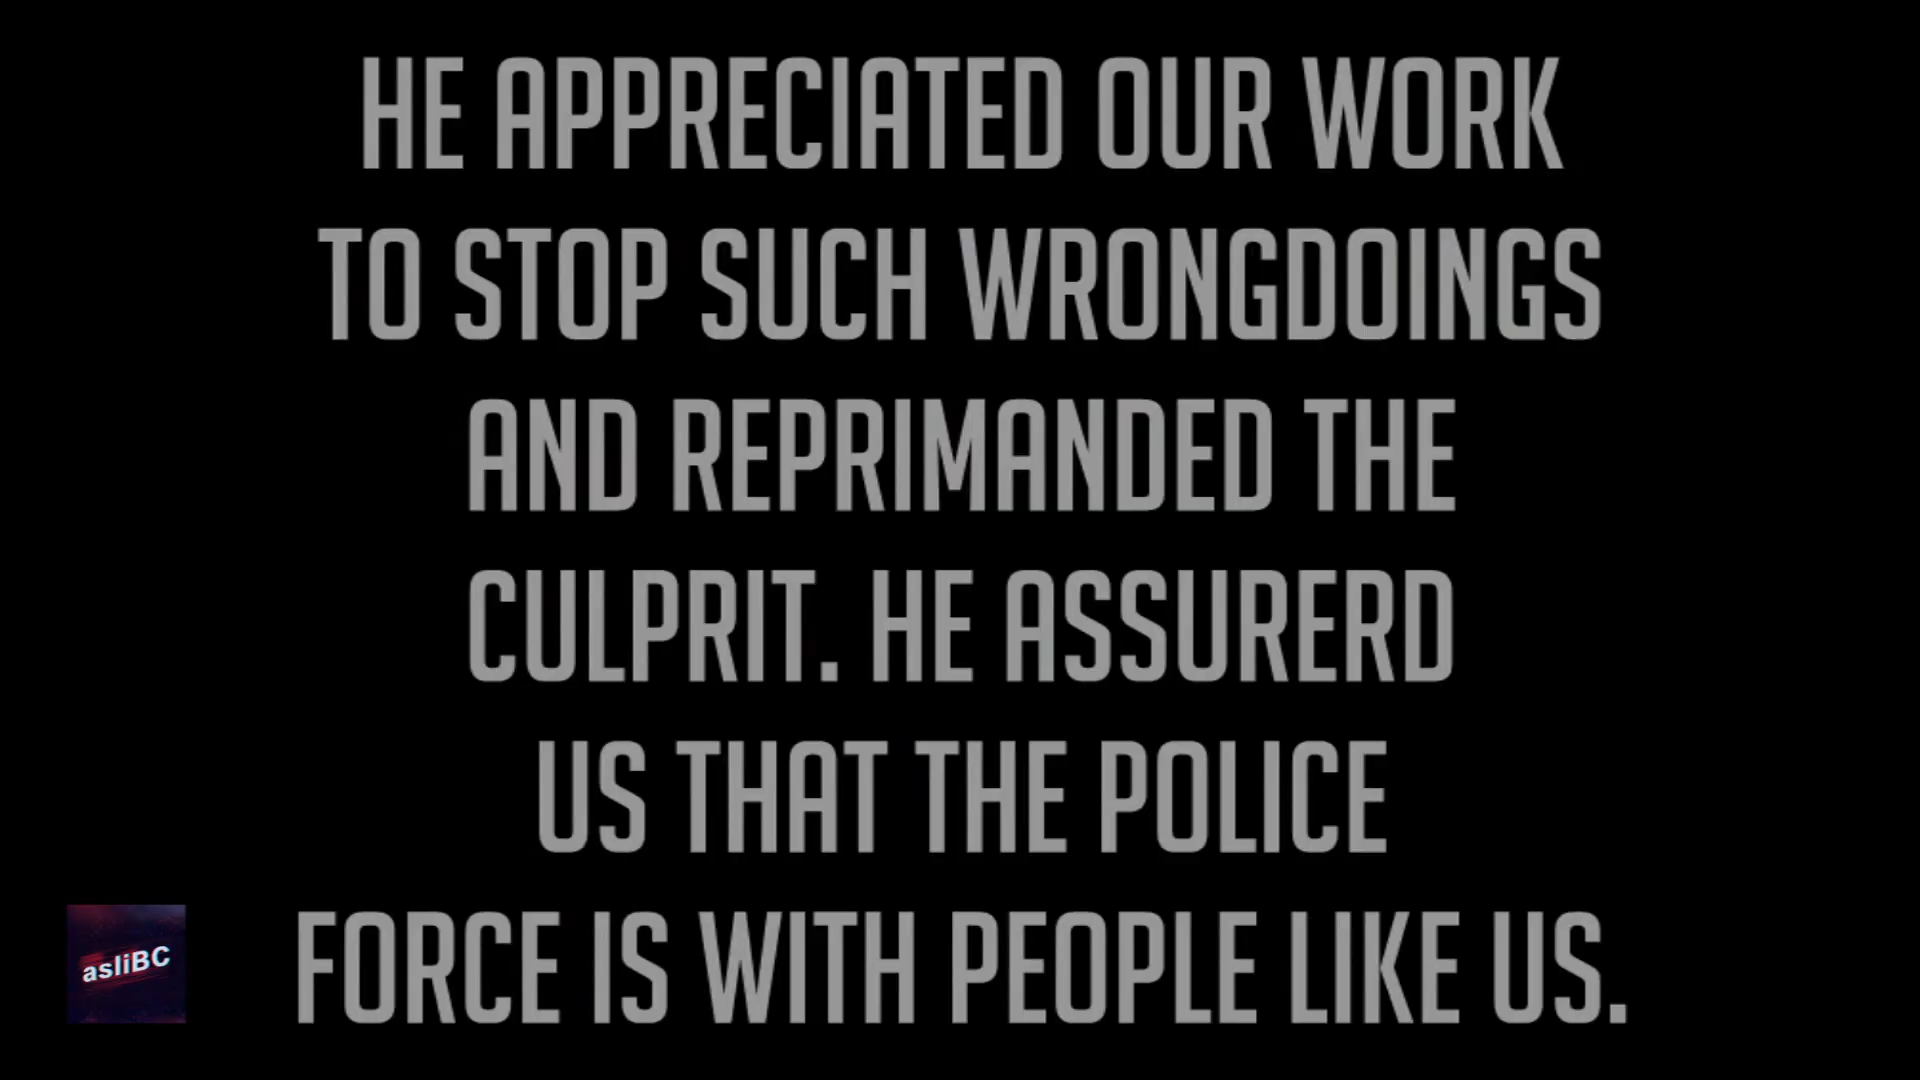 HE APPRECIATED OUR WORK
TO STOP SUCH WRONGDOINGS
AND REPRIMANDED THE
CULPRIT. HE ASSURERD
US THAT THE POLICE
FORCE IS WITH PEOPLE LIKE US.
asliBC